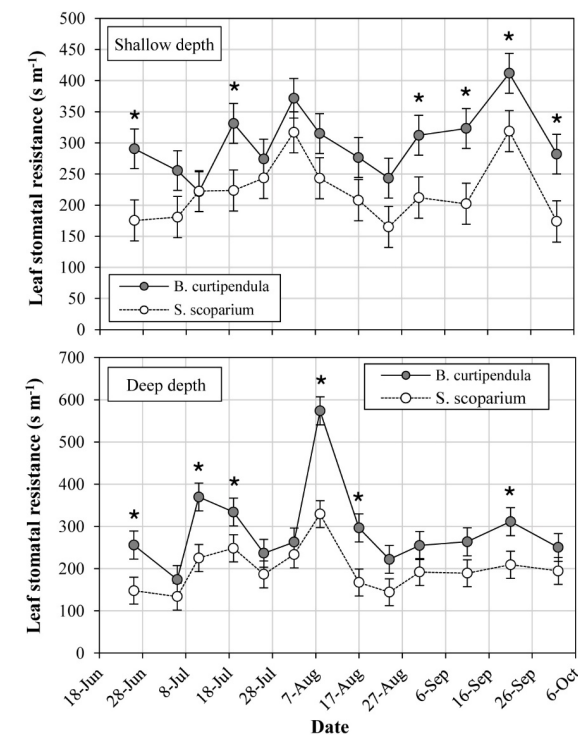 500
450
400
350
300
250
200
150
100
50
0
Leaf stomatal resistance (s m⁻¹)
Shallow depth
*
*
*
*
*
*
B. curtipendula
S. scoparium
700
600
500
400
300
200
100
0
Leaf stomatal resistance (s m⁻¹)
Deep depth
B. curtipendula
S. scoparium
*
*
*
*
*
*
18-Jun
28-Jun
8-Jul
18-Jul
28-Jul
7-Aug
17-Aug
27-Aug
6-Sep
16-Sep
26-Sep
6-Oct
Date